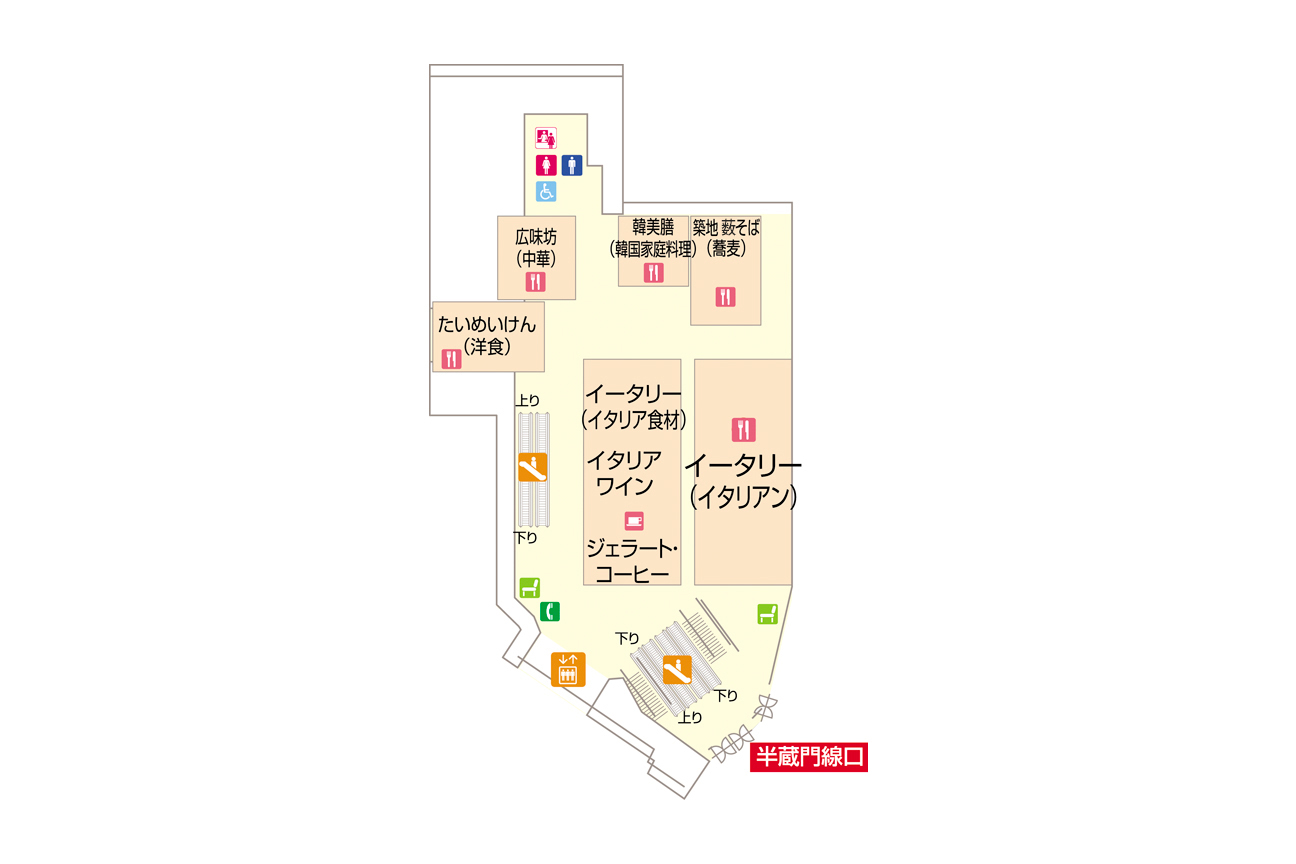 広味坊
（中華）
韓美膳
（韓国家庭料理）
築地 薮そば
（蕎麦）
たいめいけん
（洋食）
上り
下り
イータリー
（イタリア食材）
イタリア
ワイン
ジェラート・
コーヒー
イータリー
（イタリアン）
下り
下り
上り
半蔵門線口